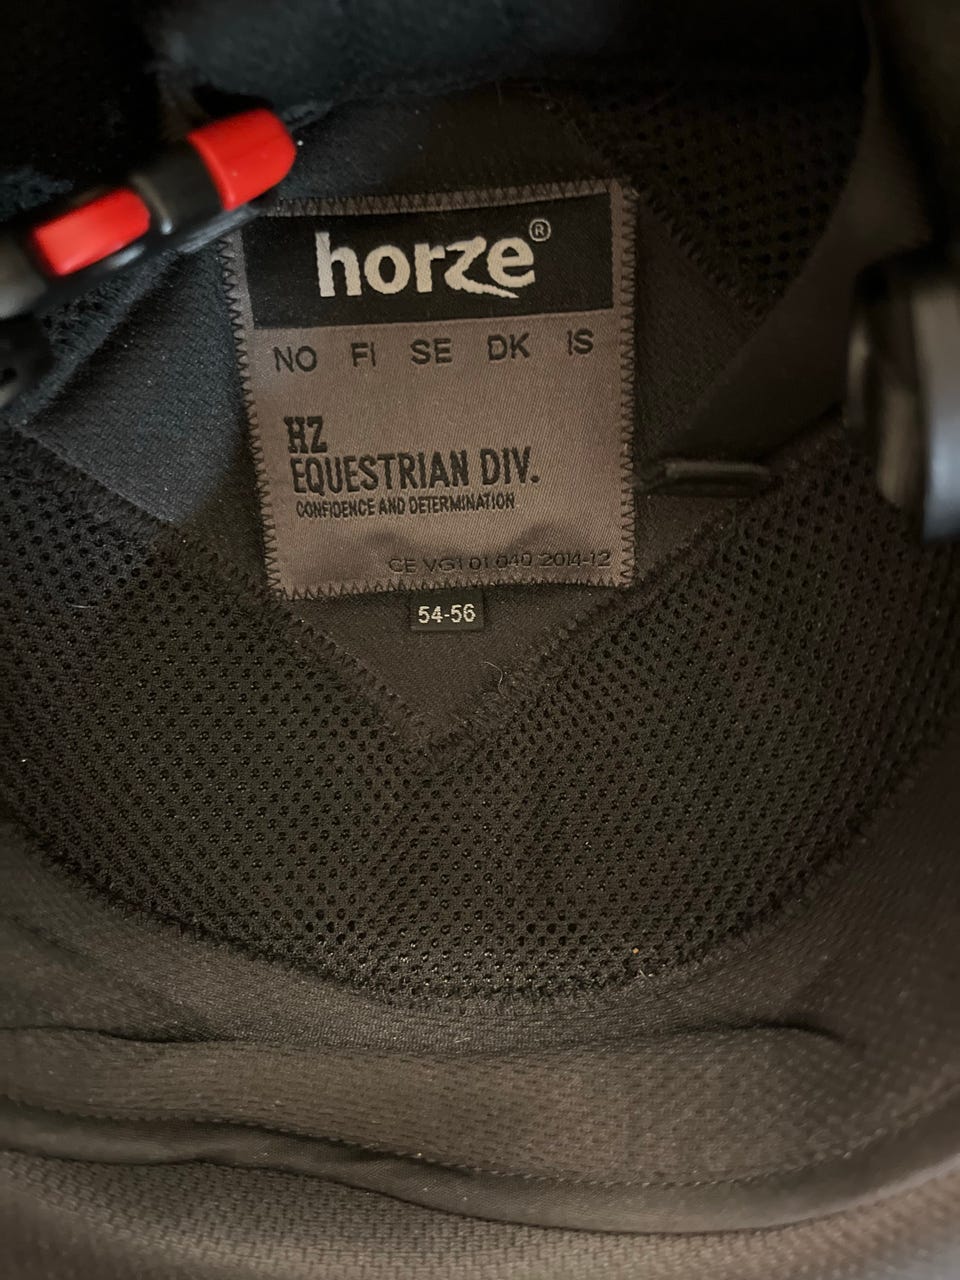 horze®
NO FI SE DK IS
HZ
EQUESTRIAN DIV.
CONFIDENCE AND DETERMINATION
CE VG1 01.040 2014-12
54-56